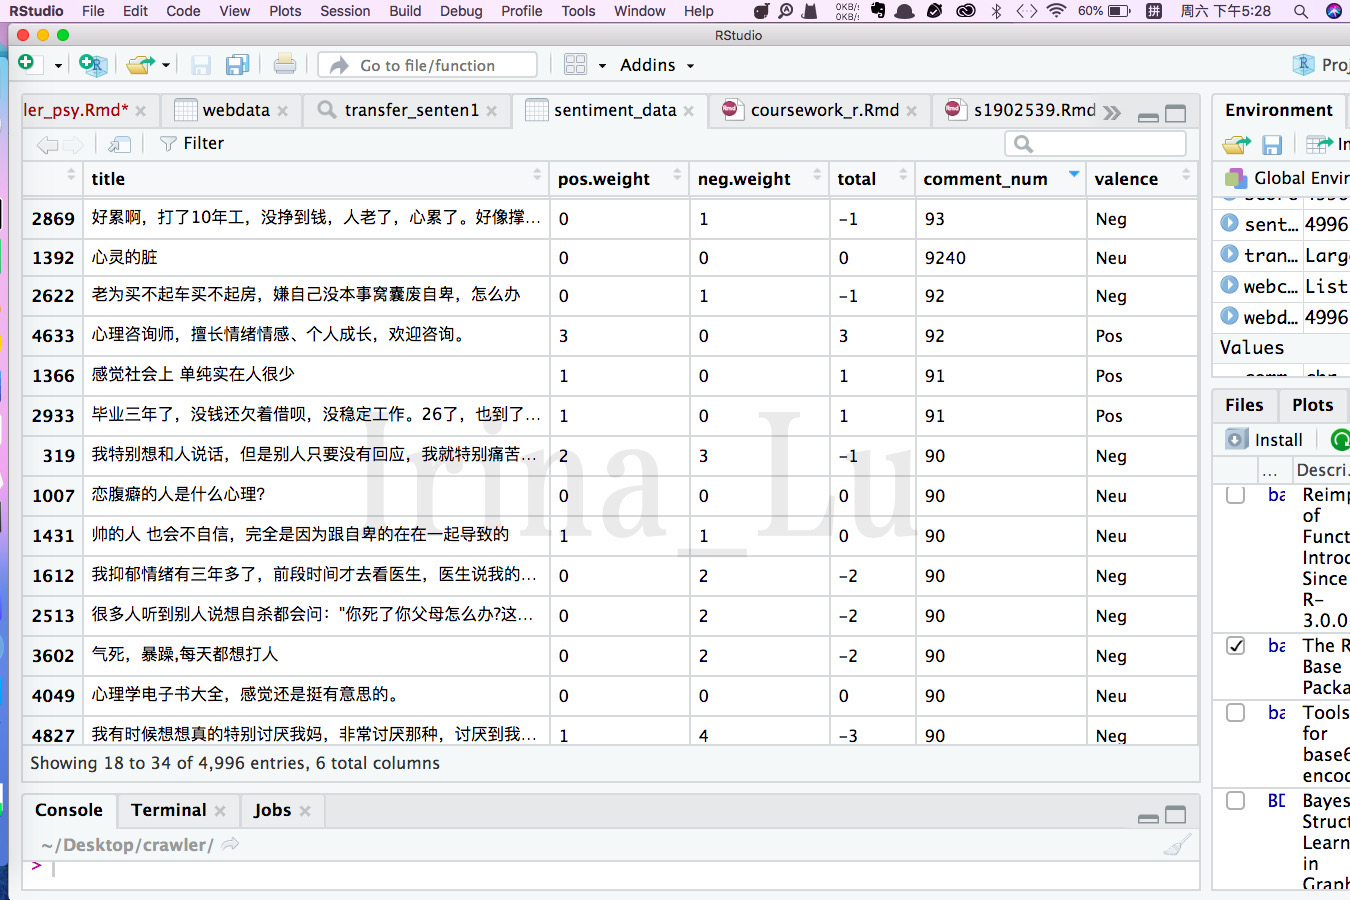 RStudio File Edit Code View Plots Session Build Debug Profile Tools Window Help 0KB/s 0KB/s 60% 拼 周六 下午5:28
RStudio
Go to file/function Addins Proj
ler_psy.Rmd* webdata transfer_senten1 sentiment_data coursework_r.Rmd s1902539.Rmd
Filter
title pos.weight neg.weight total comment_num valence
2869 好累啊，打了10年工，没挣到钱，人老了，心累了。好像撑... 0 1 -1 93 Neg
1392 心灵的脏 0 0 0 9240 Neu
2622 老为买不起车买不起房，嫌自己没本事窝囊废自卑，怎么办 0 1 -1 92 Neg
4633 心理咨询师，擅长情绪情感、个人成长，欢迎咨询。 3 0 3 92 Pos
1366 感觉社会上 单纯实在人很少 1 0 1 91 Pos
2933 毕业三年了，没钱还欠着借呗，没稳定工作。26了，也到了... 1 0 1 91 Pos
319 我特别想和人说话，但是别人只要没有回应，我就特别痛苦... 2 3 -1 90 Neg
1007 恋腹癖的人是什么心理？ 0 0 0 90 Neu
1431 帅的人 也会不自信，完全是因为跟自卑的在在一起导致的 1 1 0 90 Neu
1612 我抑郁情绪有三年多了，前段时间才去看医生，医生说我的... 0 2 -2 90 Neg
2513 很多人听到别人说想自杀都会问："你死了你父母怎么办?这... 0 2 -2 90 Neg
3602 气死，暴躁,每天都想打人 0 2 -2 90 Neg
4049 心理学电子书大全，感觉还是挺有意思的。 0 0 0 90 Neu
4827 我有时候想想真的特别讨厌我妈，非常讨厌那种，讨厌到我... 1 4 -3 90 Neg
Showing 18 to 34 of 4,996 entries, 6 total columns
Irina_Lu
Console Terminal Jobs
~/Desktop/crawler/
>
Environment
Global Envir
sent... 4996
tran... Larg
webc... List
webd... 4996
Values
Files Plots
Install
... Descri
ba Reimp
of
Funct
Introd
Since
R-
3.0.0
ba The R
Base
Packa
ba Tools
for
base6
encod
BD Bayes
Struct
Learn
in
Graph